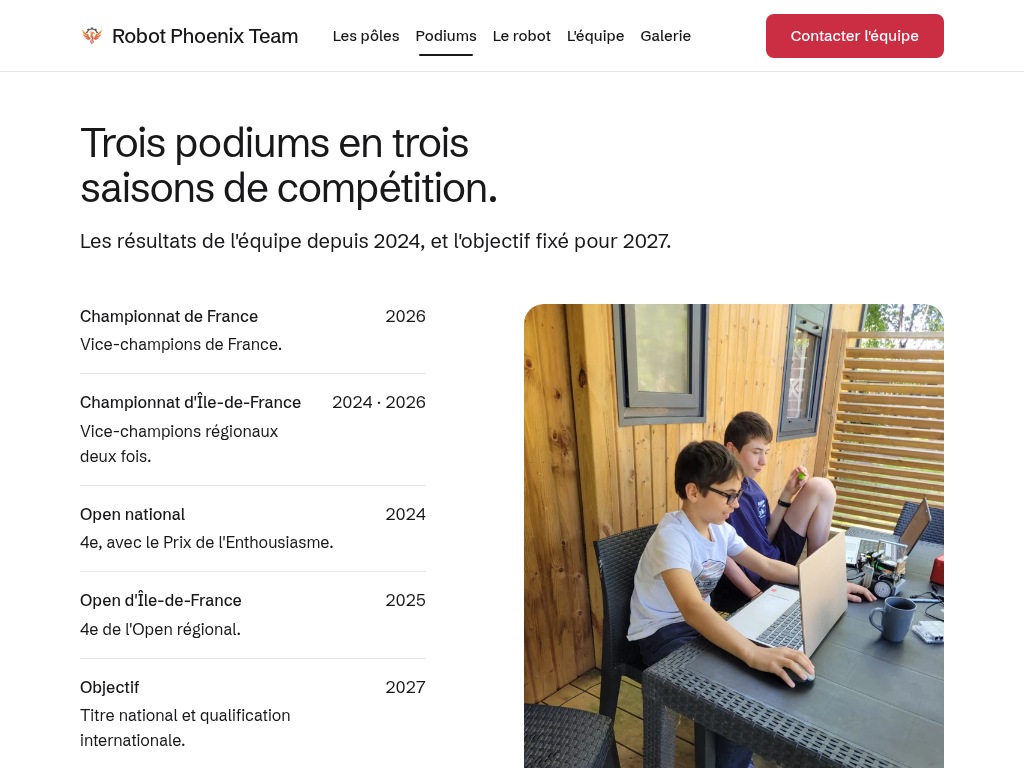 Robot Phoenix Team
Les pôles
Podiums
Le robot
L'équipe
Galerie
Contacter l'équipe
Trois podiums en trois
saisons de compétition.
Les résultats de l'équipe depuis 2024, et l'objectif fixé pour 2027.
Championnat de France 2026
Vice-champions de France.
Championnat d'Île-de-France 2024 · 2026
Vice-champions régionaux
deux fois.
Open national 2024
4e, avec le Prix de l'Enthousiasme.
Open d'Île-de-France 2025
4e de l'Open régional.
Objectif 2027
Titre national et qualification
internationale.